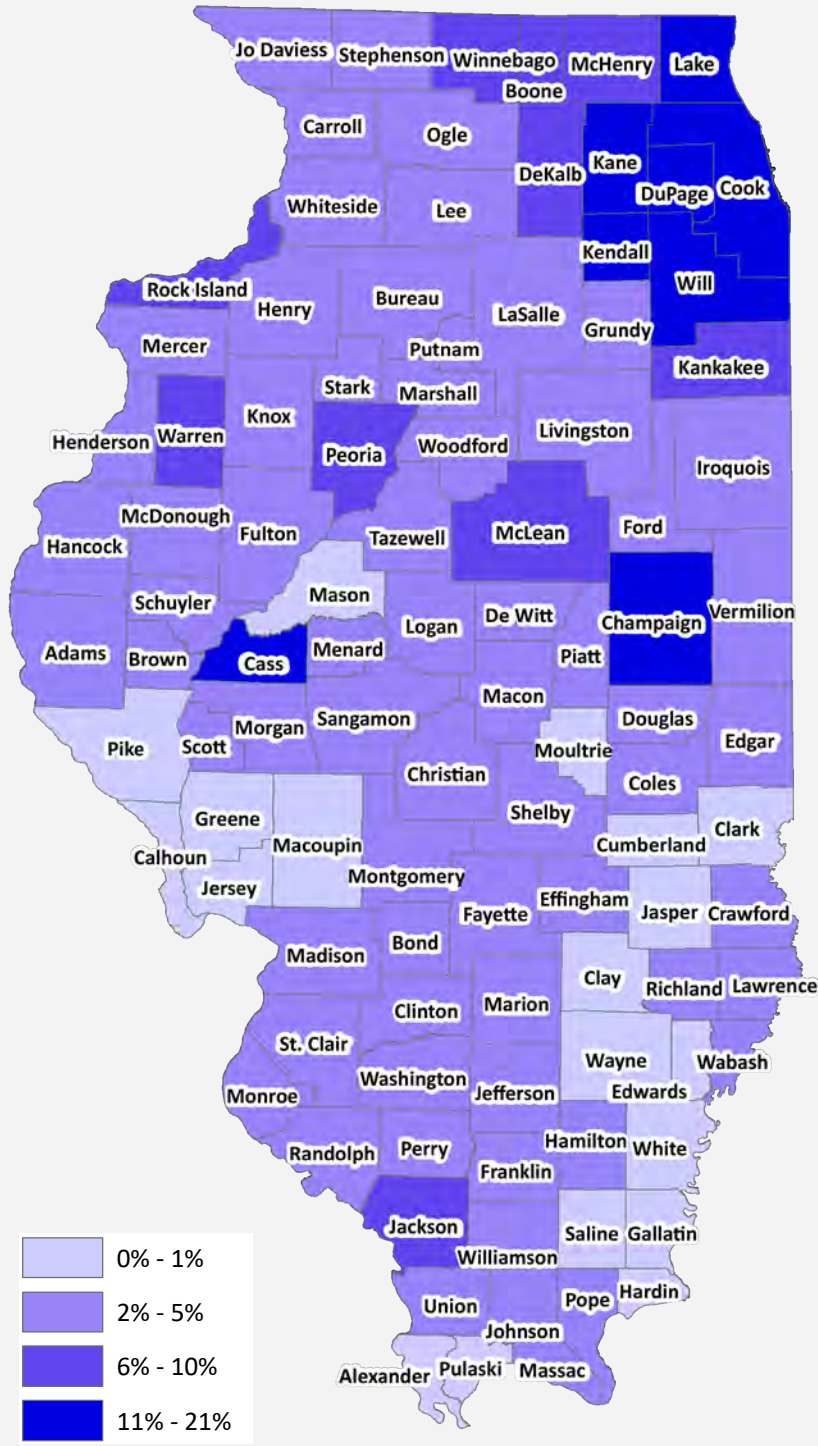 Jo Daviess
Stephenson
Winnebago
McHenry
Lake
Boone
Carroll
Ogle
DeKalb
Kane
DuPage
Cook
Whiteside
Lee
Kendall
Will
Rock Island
Henry
Bureau
LaSalle
Grundy
Mercer
Putnam
Kankakee
Stark
Marshall
Henderson
Warren
Knox
Peoria
Woodford
Livingston
Iroquois
Hancock
McDonough
Fulton
Tazewell
McLean
Ford
Mason
Schuyler
Logan
De Witt
Champaign
Vermilion
Adams
Brown
Cass
Menard
Piatt
Macon
Pike
Scott
Morgan
Sangamon
Christian
Moultrie
Douglas
Edgar
Coles
Shelby
Greene
Macoupin
Cumberland
Clark
Calhoun
Jersey
Montgomery
Fayette
Effingham
Jasper
Crawford
Madison
Bond
Clay
Richland
Lawrence
Clinton
Marion
St. Clair
Wayne
Wabash
Washington
Jefferson
Edwards
Monroe
Randolph
Perry
Hamilton
White
Franklin
Jackson
Saline
Gallatin
Williamson
Union
Pope
Hardin
Johnson
Alexander
Pulaski
Massac
0% - 1%
2% - 5%
6% - 10%
11% - 21%